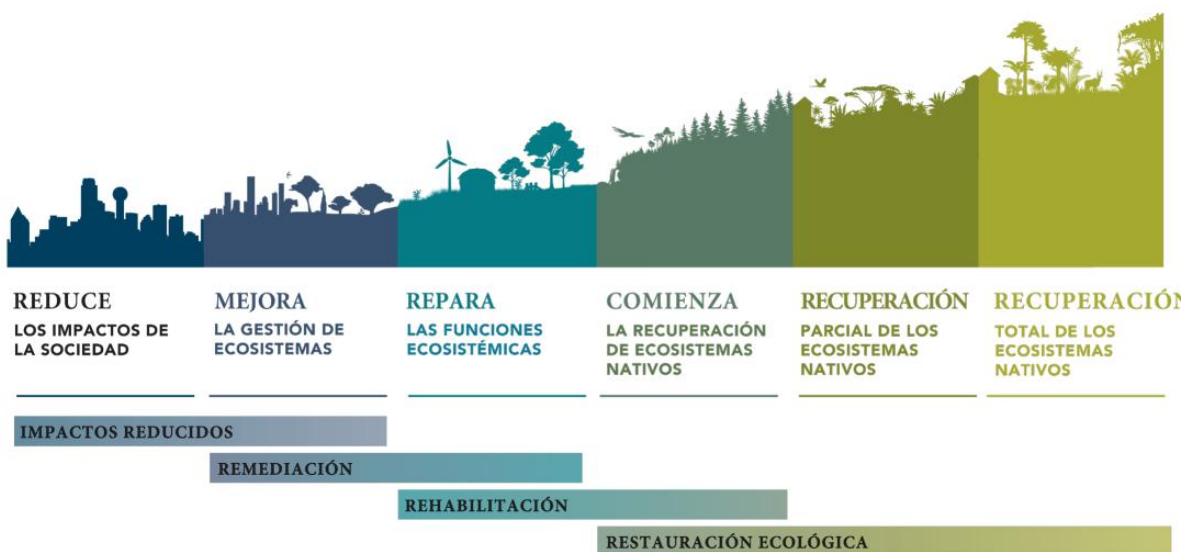 REDUCE
LOS IMPACTOS DE
LA SOCIEDAD
MEJORA
LA GESTIÓN DE
ECOSISTEMAS
REPARA
LAS FUNCIONES
ECOSISTÉMICAS
COMIENZA
LA RECUPERACIÓN
DE ECOSISTEMAS
NATIVOS
RECUPERACIÓN
PARCIAL DE LOS
ECOSISTEMAS
NATIVOS
RECUPERACIÓN
TOTAL DE LOS
ECOSISTEMAS
NATIVOS
IMPACTOS REDUCIDOS
REMEDIACIÓN
REHABILITACIÓN
RESTAURACIÓN ECOLÓGICA